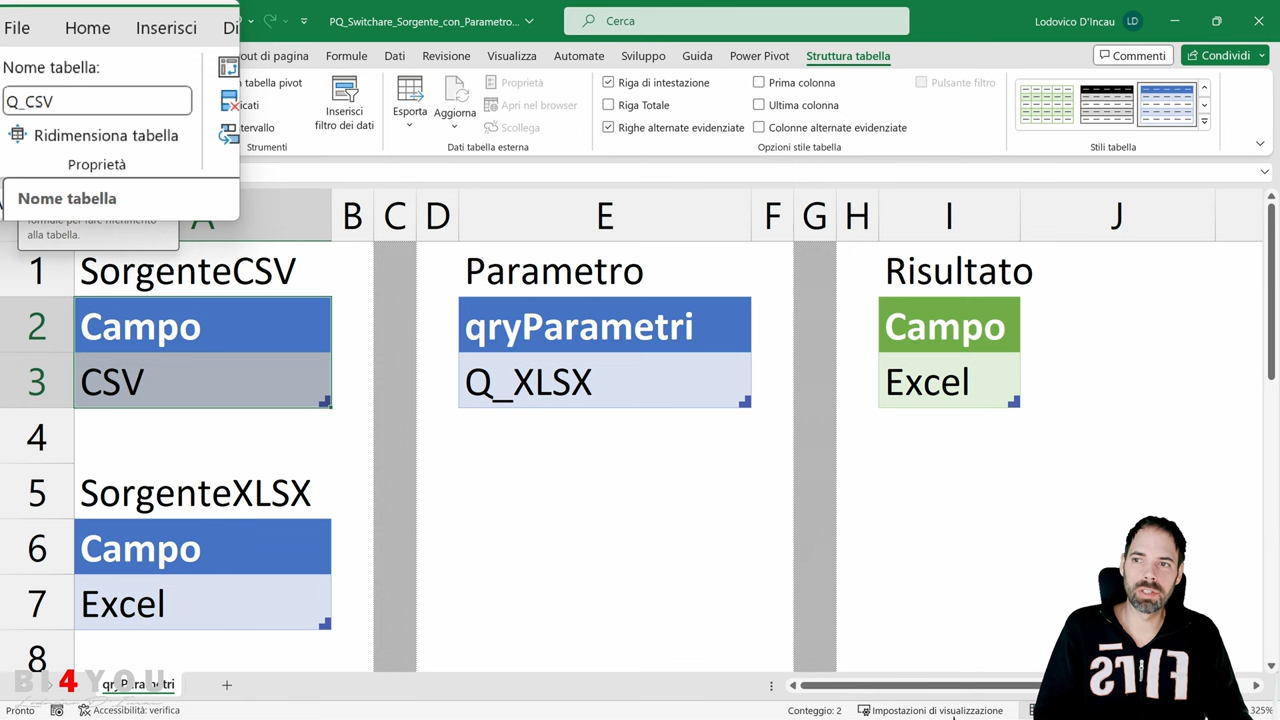 PQ_Switchare_Sorgente_con_Parametro...
Cerca
Lodovico D'Incau LD
File Home Inserisci Di
out di pagina Formule Dati Revisione Visualizza Automate Sviluppo Guida Power Pivot Struttura tabella
Commenti Condividi
Nome tabella:
Q_CSV
Ridimensiona tabella
Proprietà
Nome tabella
alla tabella.
tabella pivot
icati
tervallo
Strumenti
Inserisci
filtro dei dati
Esporta
Aggiorna
Proprietà
Apri nel browser
Scollega
Dati tabella esterna
Riga di intestazione Prima colonna Pulsante filtro
Riga Totale Ultima colonna
Righe alternate evidenziate Colonne alternate evidenziate
Opzioni stile tabella
Stili tabella
A B C D E F G H I J
1 SorgenteCSV Parametro Risultato
2 Campo qryParametri Campo
3 CSV Q_XLSX Excel
4
5 SorgenteXLSX
6 Campo
7 Excel
8
BI4YOU
qryParametri
Pronto Accessibilità: verifica Conteggio: 2 Impostazioni di visualizzazione 325%